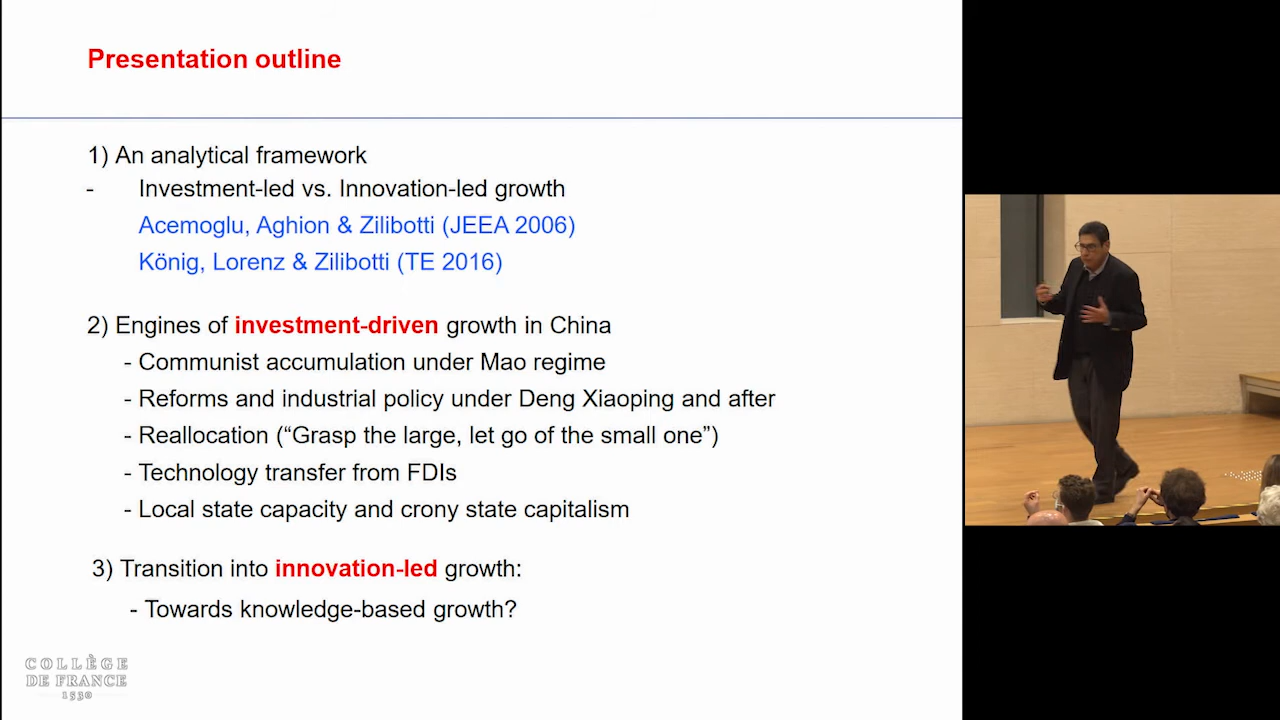 Presentation outline
1) An analytical framework
- Investment-led vs. Innovation-led growth
Acemoglu, Aghion & Zilibotti (JEEA 2006)
König, Lorenz & Zilibotti (TE 2016)
2) Engines of investment-driven growth in China
- Communist accumulation under Mao regime
- Reforms and industrial policy under Deng Xiaoping and after
- Reallocation (“Grasp the large, let go of the small one”)
- Technology transfer from FDIs
- Local state capacity and crony state capitalism
3) Transition into innovation-led growth:
- Towards knowledge-based growth?
COLLÈGE
DE FRANCE
1530